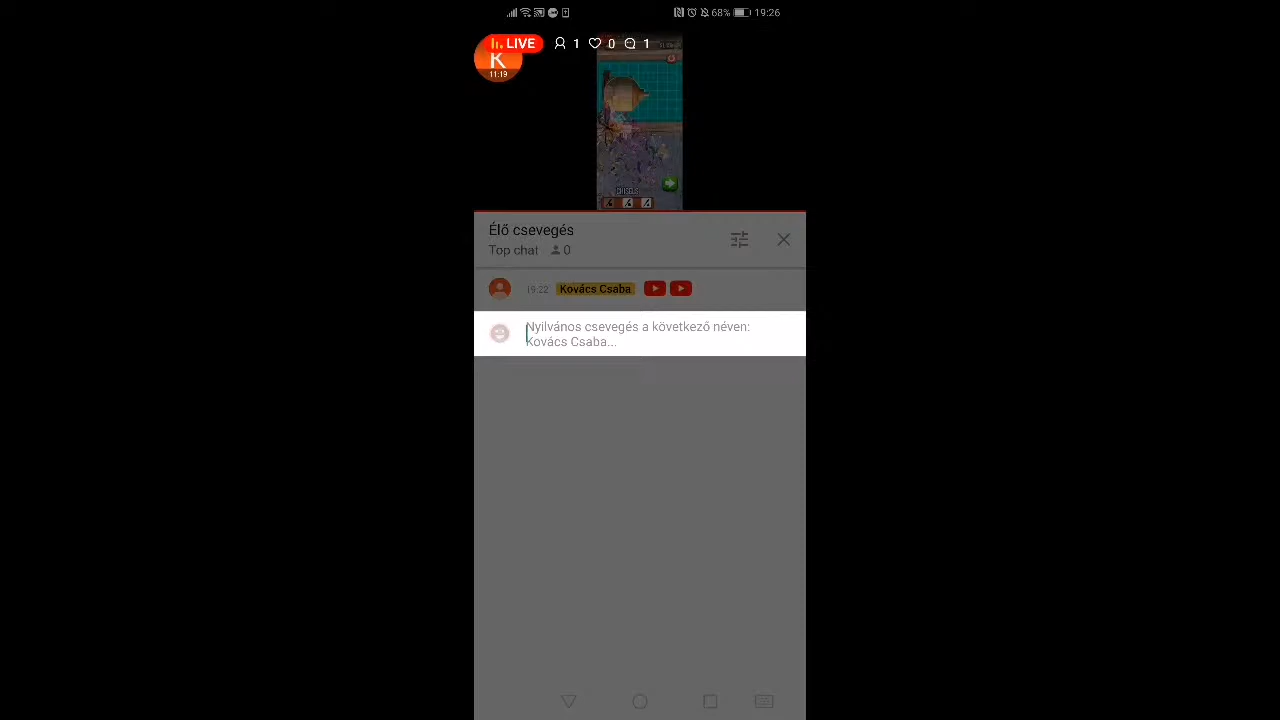 68% 19:26
LIVE 1 0 1
K
11:19
CHISELS
Élő csevegés
Top chat 0
19:22 Kovács Csaba
Nyilvános csevegés a következő néven:
Kovács Csaba...